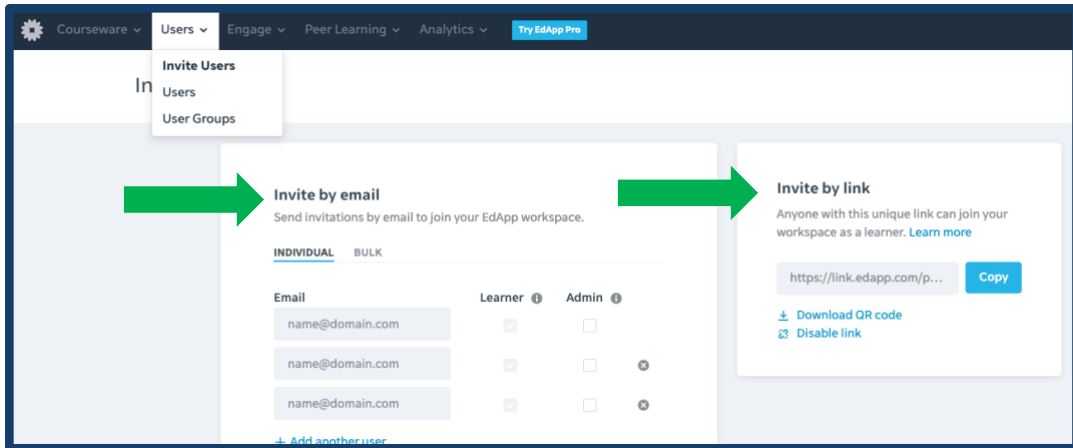 Courseware Users Engage Peer Learning Analytics Try EdApp Pro
Invite Users
In
Users
User Groups
Invite by email
Send invitations by email to join your EdApp workspace.
INDIVIDUAL BULK
Email Learner Admin
name@domain.com
name@domain.com
name@domain.com
+ Add another user
Invite by link
Anyone with this unique link can join your
workspace as a learner. Learn more
https://link.edapp.com/p... Copy
Download QR code
Disable link